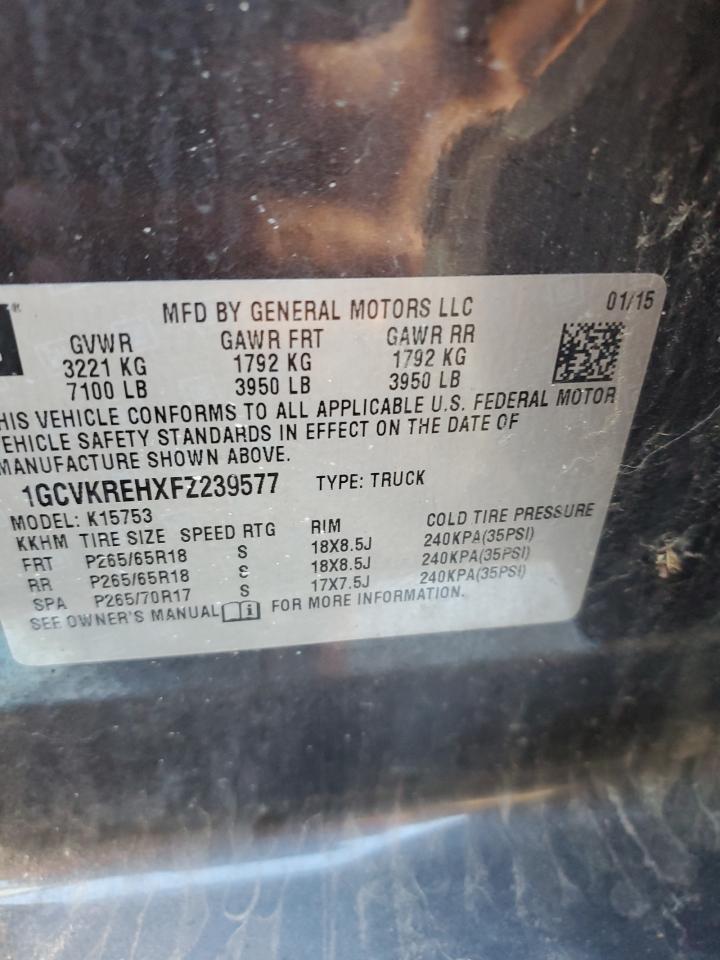 ®
MFD BY GENERAL MOTORS LLC 01/15
GVWR GAWR FRT GAWR RR
3221 KG 1792 KG 1792 KG
7100 LB 3950 LB 3950 LB
HIS VEHICLE CONFORMS TO ALL APPLICABLE U.S. FEDERAL MOTOR
VEHICLE SAFETY STANDARDS IN EFFECT ON THE DATE OF
MANUFACTURE SHOWN ABOVE.
1GCVKREHXFZ239577 TYPE: TRUCK
MODEL: K15753
KKHM TIRE SIZE SPEED RTG RIM COLD TIRE PRESSURE
FRT P265/65R18 S 18X8.5J 240KPA(35PSI)
RR P265/65R18 S 18X8.5J 240KPA(35PSI)
SPA P265/70R17 S 17X7.5J 240KPA(35PSI)
SEE OWNER'S MANUAL i FOR MORE INFORMATION.